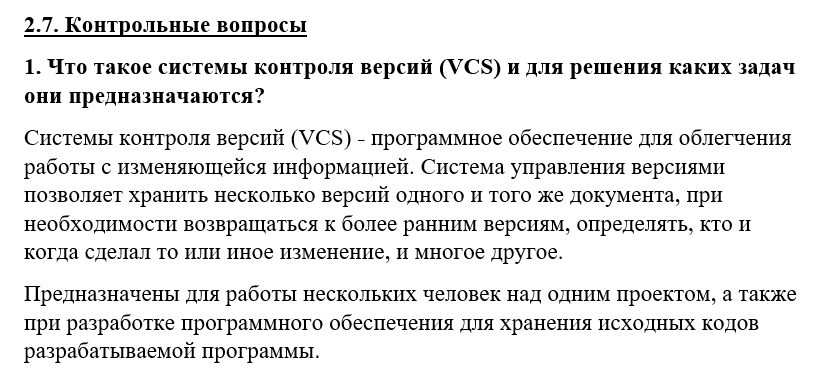 2.7. Контрольные вопросы
1. Что такое системы контроля версий (VCS) и для решения каких задач
они предназначаются?
Системы контроля версий (VCS) - программное обеспечение для облегчения
работы с изменяющейся информацией. Система управления версиями
позволяет хранить несколько версий одного и того же документа, при
необходимости возвращаться к более ранним версиям, определять, кто и
когда сделал то или иное изменение, и многое другое.
Предназначены для работы нескольких человек над одним проектом, а также
при разработке программного обеспечения для хранения исходных кодов
разрабатываемой программы.